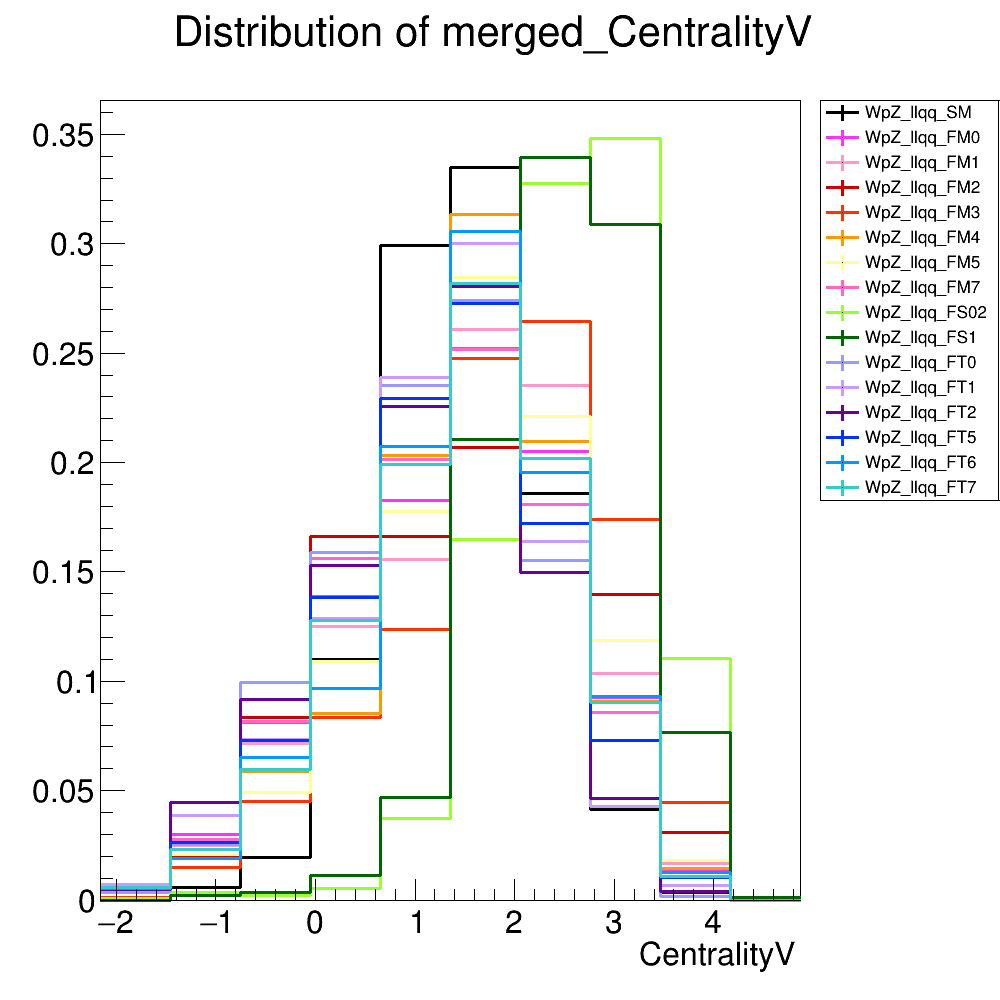 Distribution of merged_CentralityV
0.35
0.3
0.25
0.2
0.15
0.1
0.05
0
−2
−1
0
1
2
3
4
CentralityV
WpZ_llqq_SM
WpZ_llqq_FM0
WpZ_llqq_FM1
WpZ_llqq_FM2
WpZ_llqq_FM3
WpZ_llqq_FM4
WpZ_llqq_FM5
WpZ_llqq_FM7
WpZ_llqq_FS02
WpZ_llqq_FS1
WpZ_llqq_FT0
WpZ_llqq_FT1
WpZ_llqq_FT2
WpZ_llqq_FT5
WpZ_llqq_FT6
WpZ_llqq_FT7